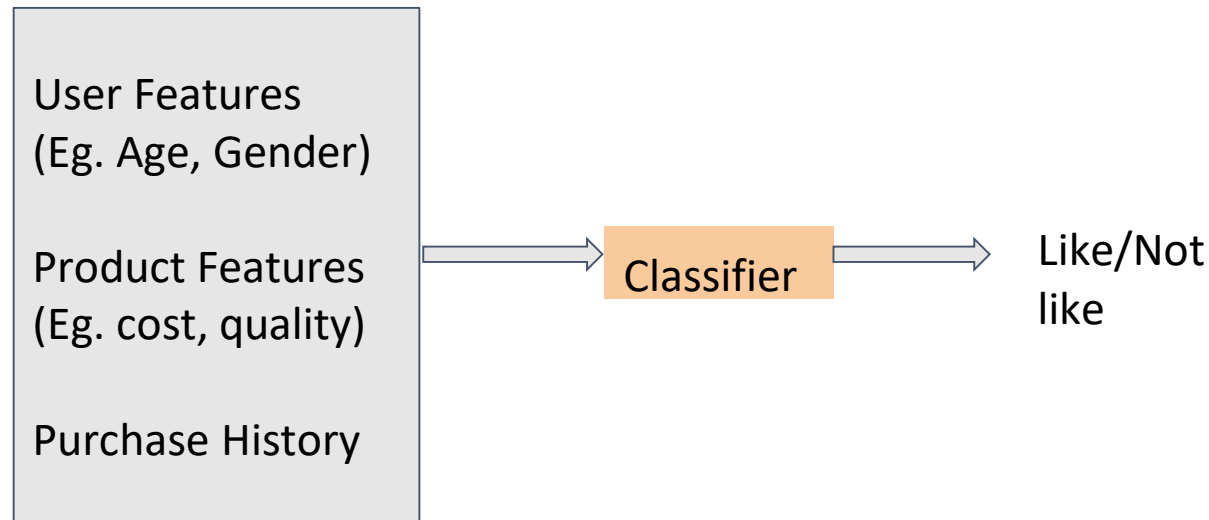 User Features
(Eg. Age, Gender)
Product Features
(Eg. cost, quality)
Purchase History
Classifier
Like/Not
like